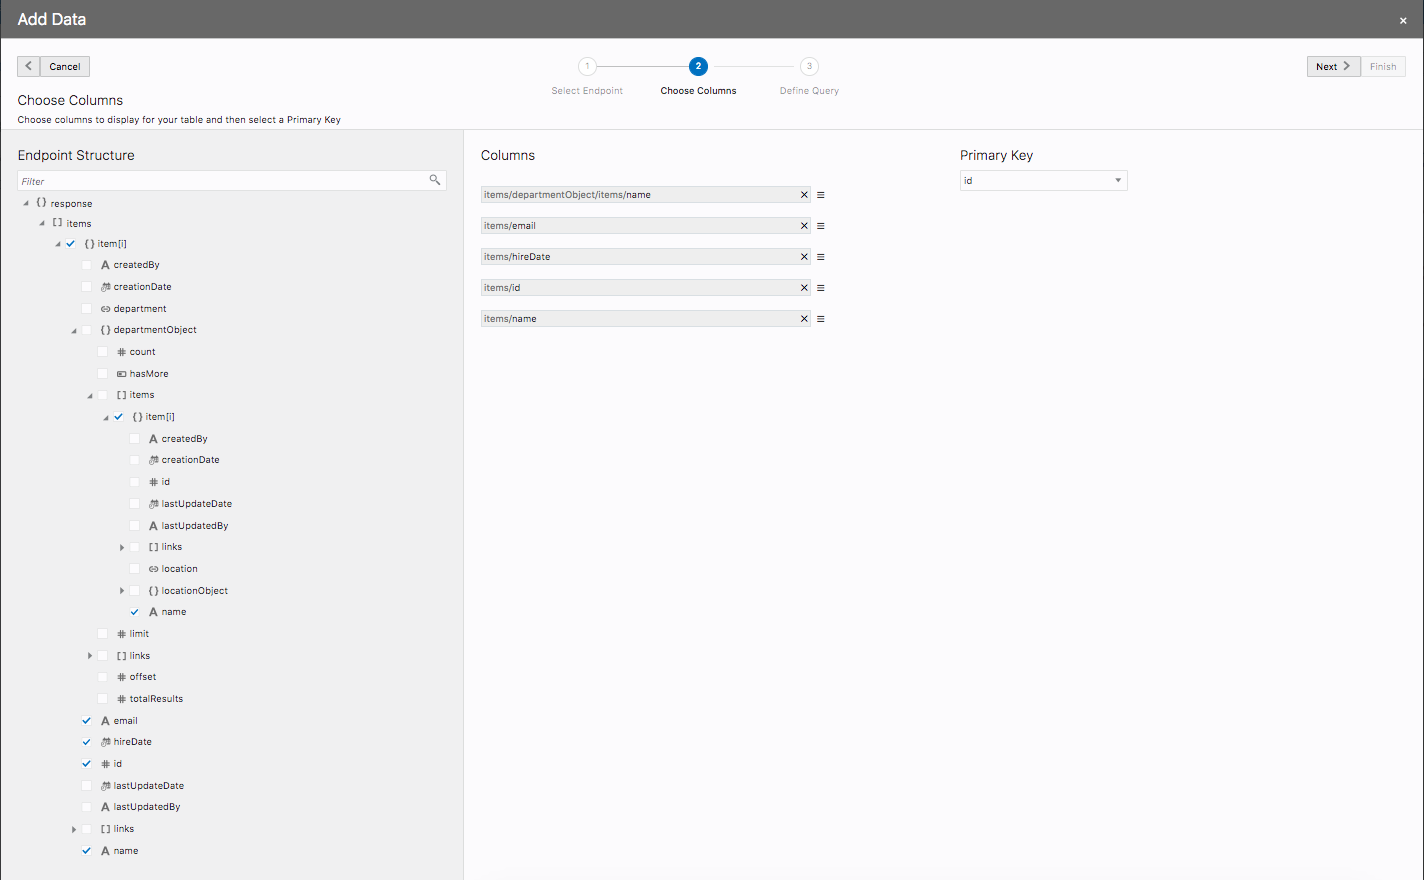 Add Data
×
Cancel
1
2
3
Next
Finish
Select Endpoint
Choose Columns
Define Query
Choose Columns
Choose columns to display for your table and then select a Primary Key
Endpoint Structure
Filter
{} response
[] items
{} item[i]
A createdBy
creationDate
department
{} departmentObject
# count
hasMore
[] items
{} item[i]
A createdBy
creationDate
# id
lastUpdateDate
A lastUpdatedBy
[] links
location
{} locationObject
A name
# limit
[] links
# offset
# totalResults
A email
hireDate
# id
lastUpdateDate
A lastUpdatedBy
[] links
A name
Columns
items/departmentObject/items/name
items/email
items/hireDate
items/id
items/name
Primary Key
id